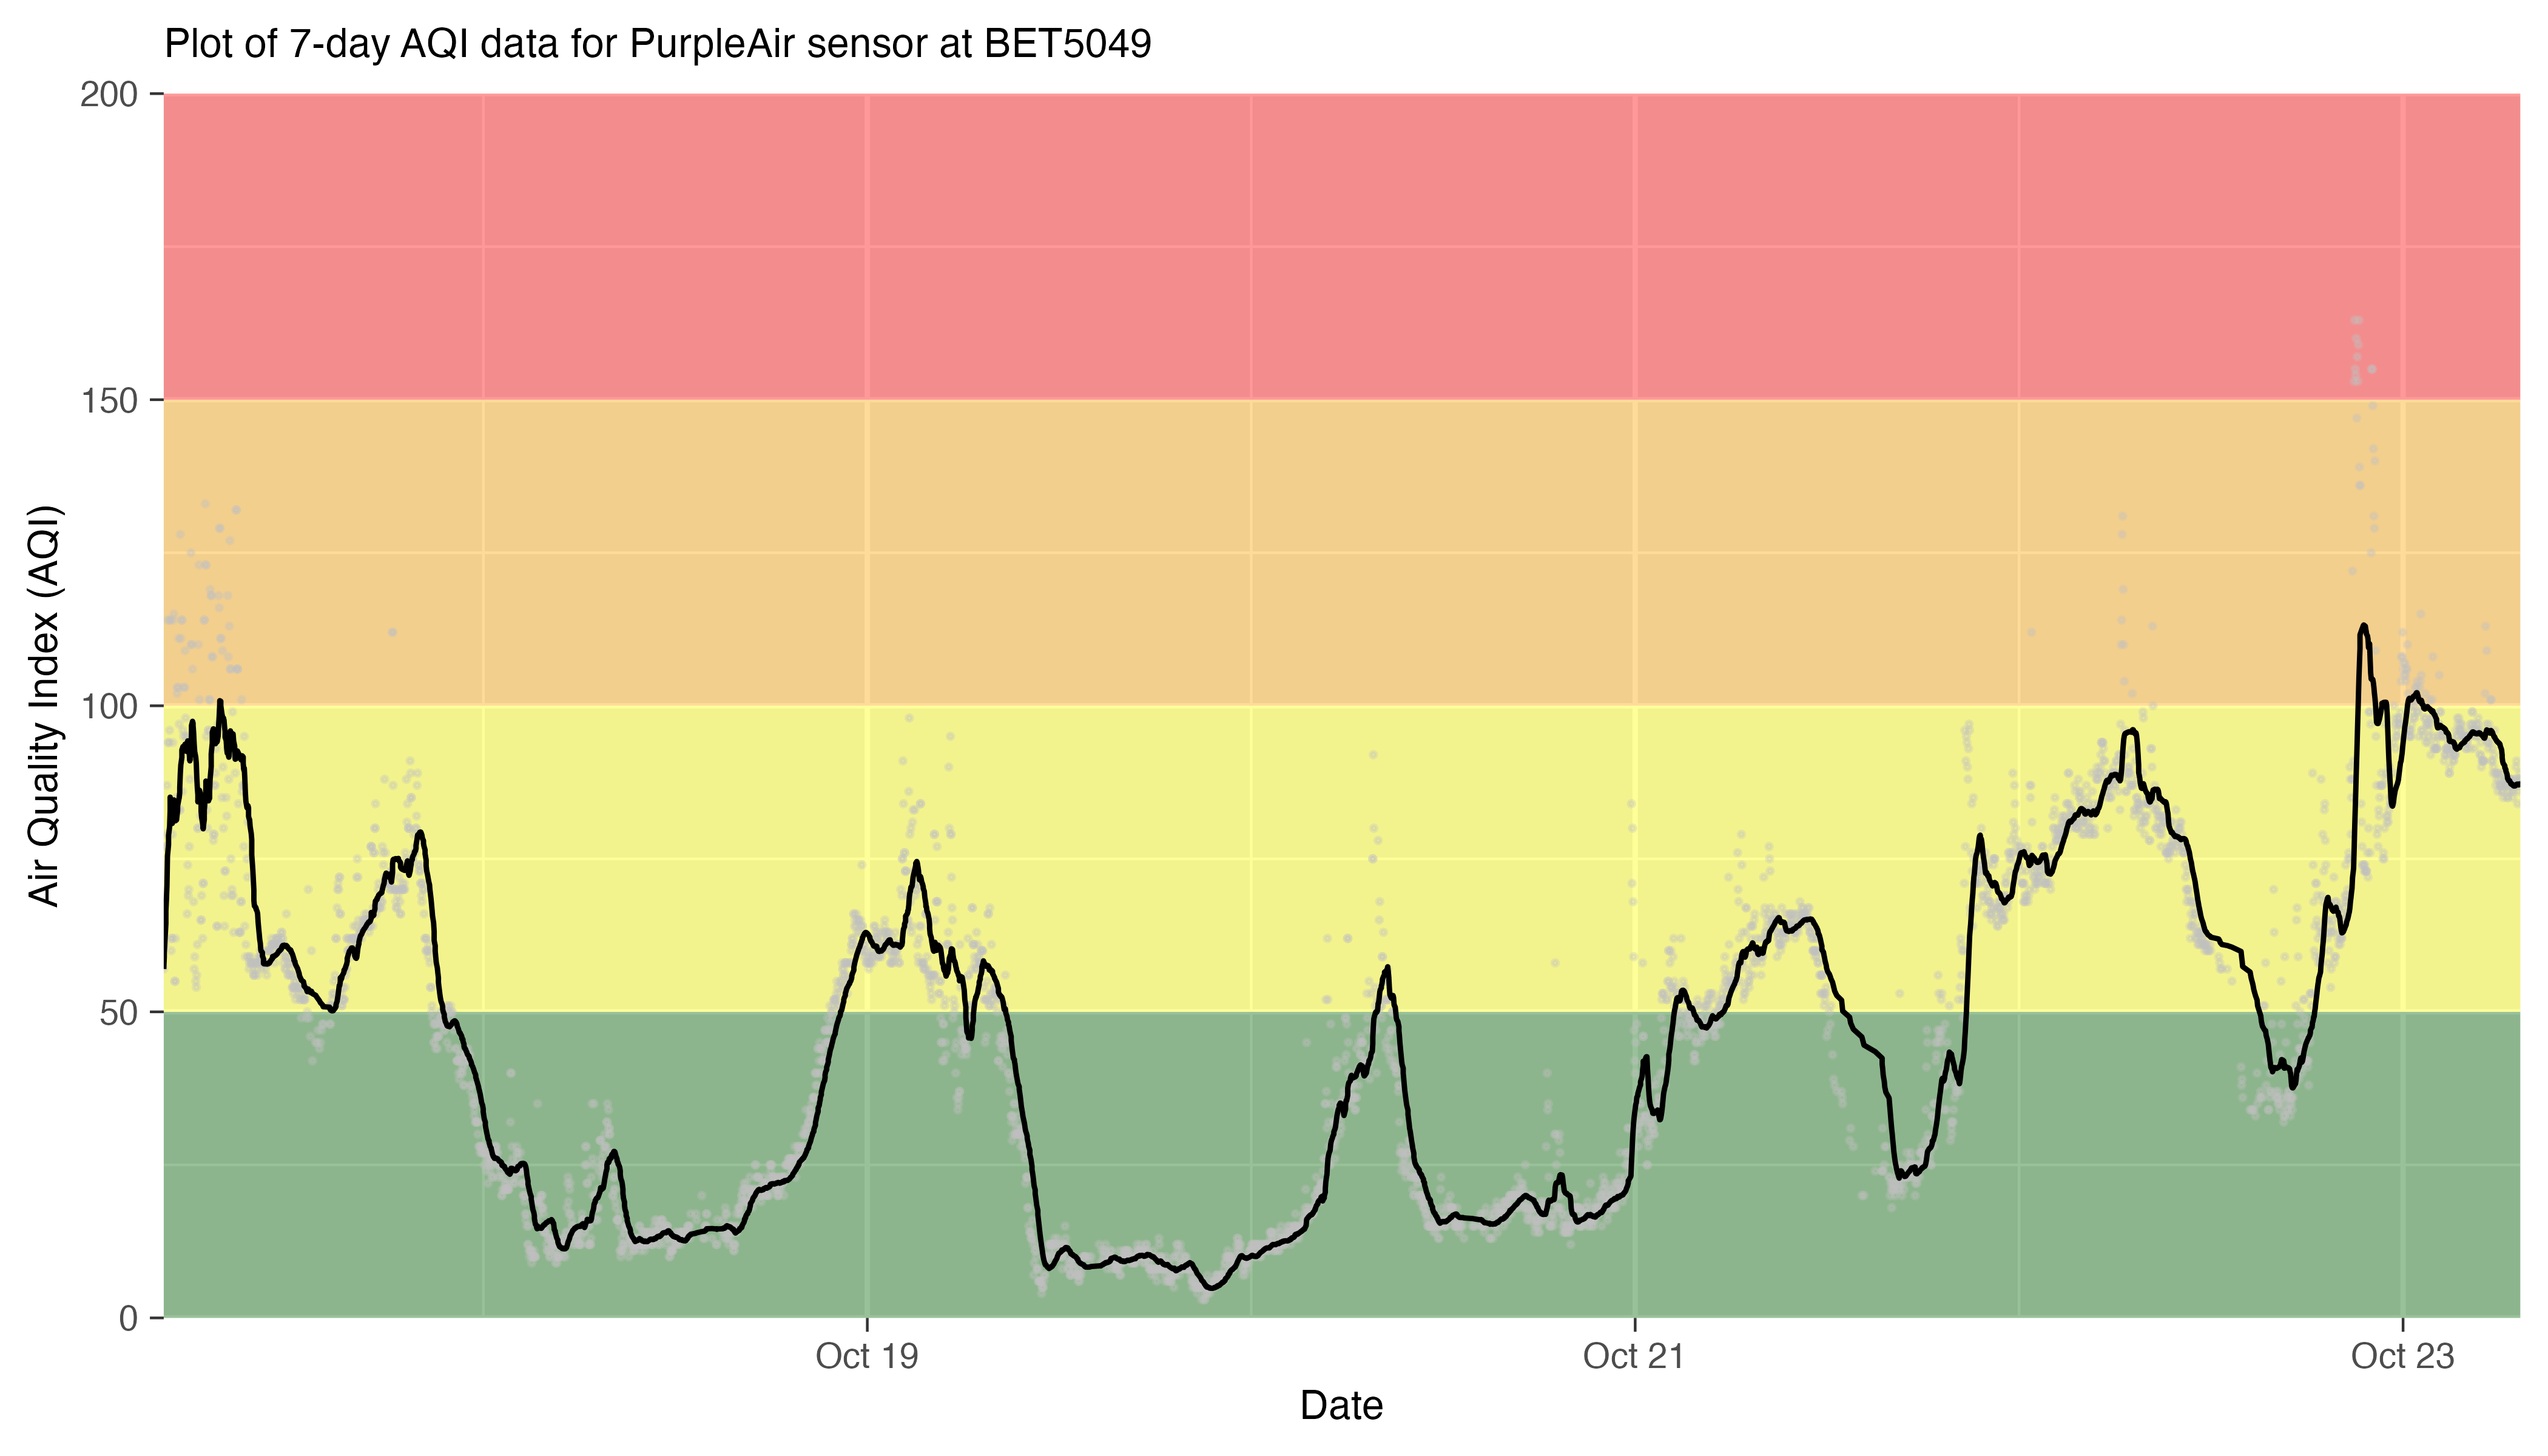 Plot of 7-day AQI data for PurpleAir sensor at BET5049
200
150
100
50
0
Air Quality Index (AQI)
Oct 19 Oct 21 Oct 23
Date